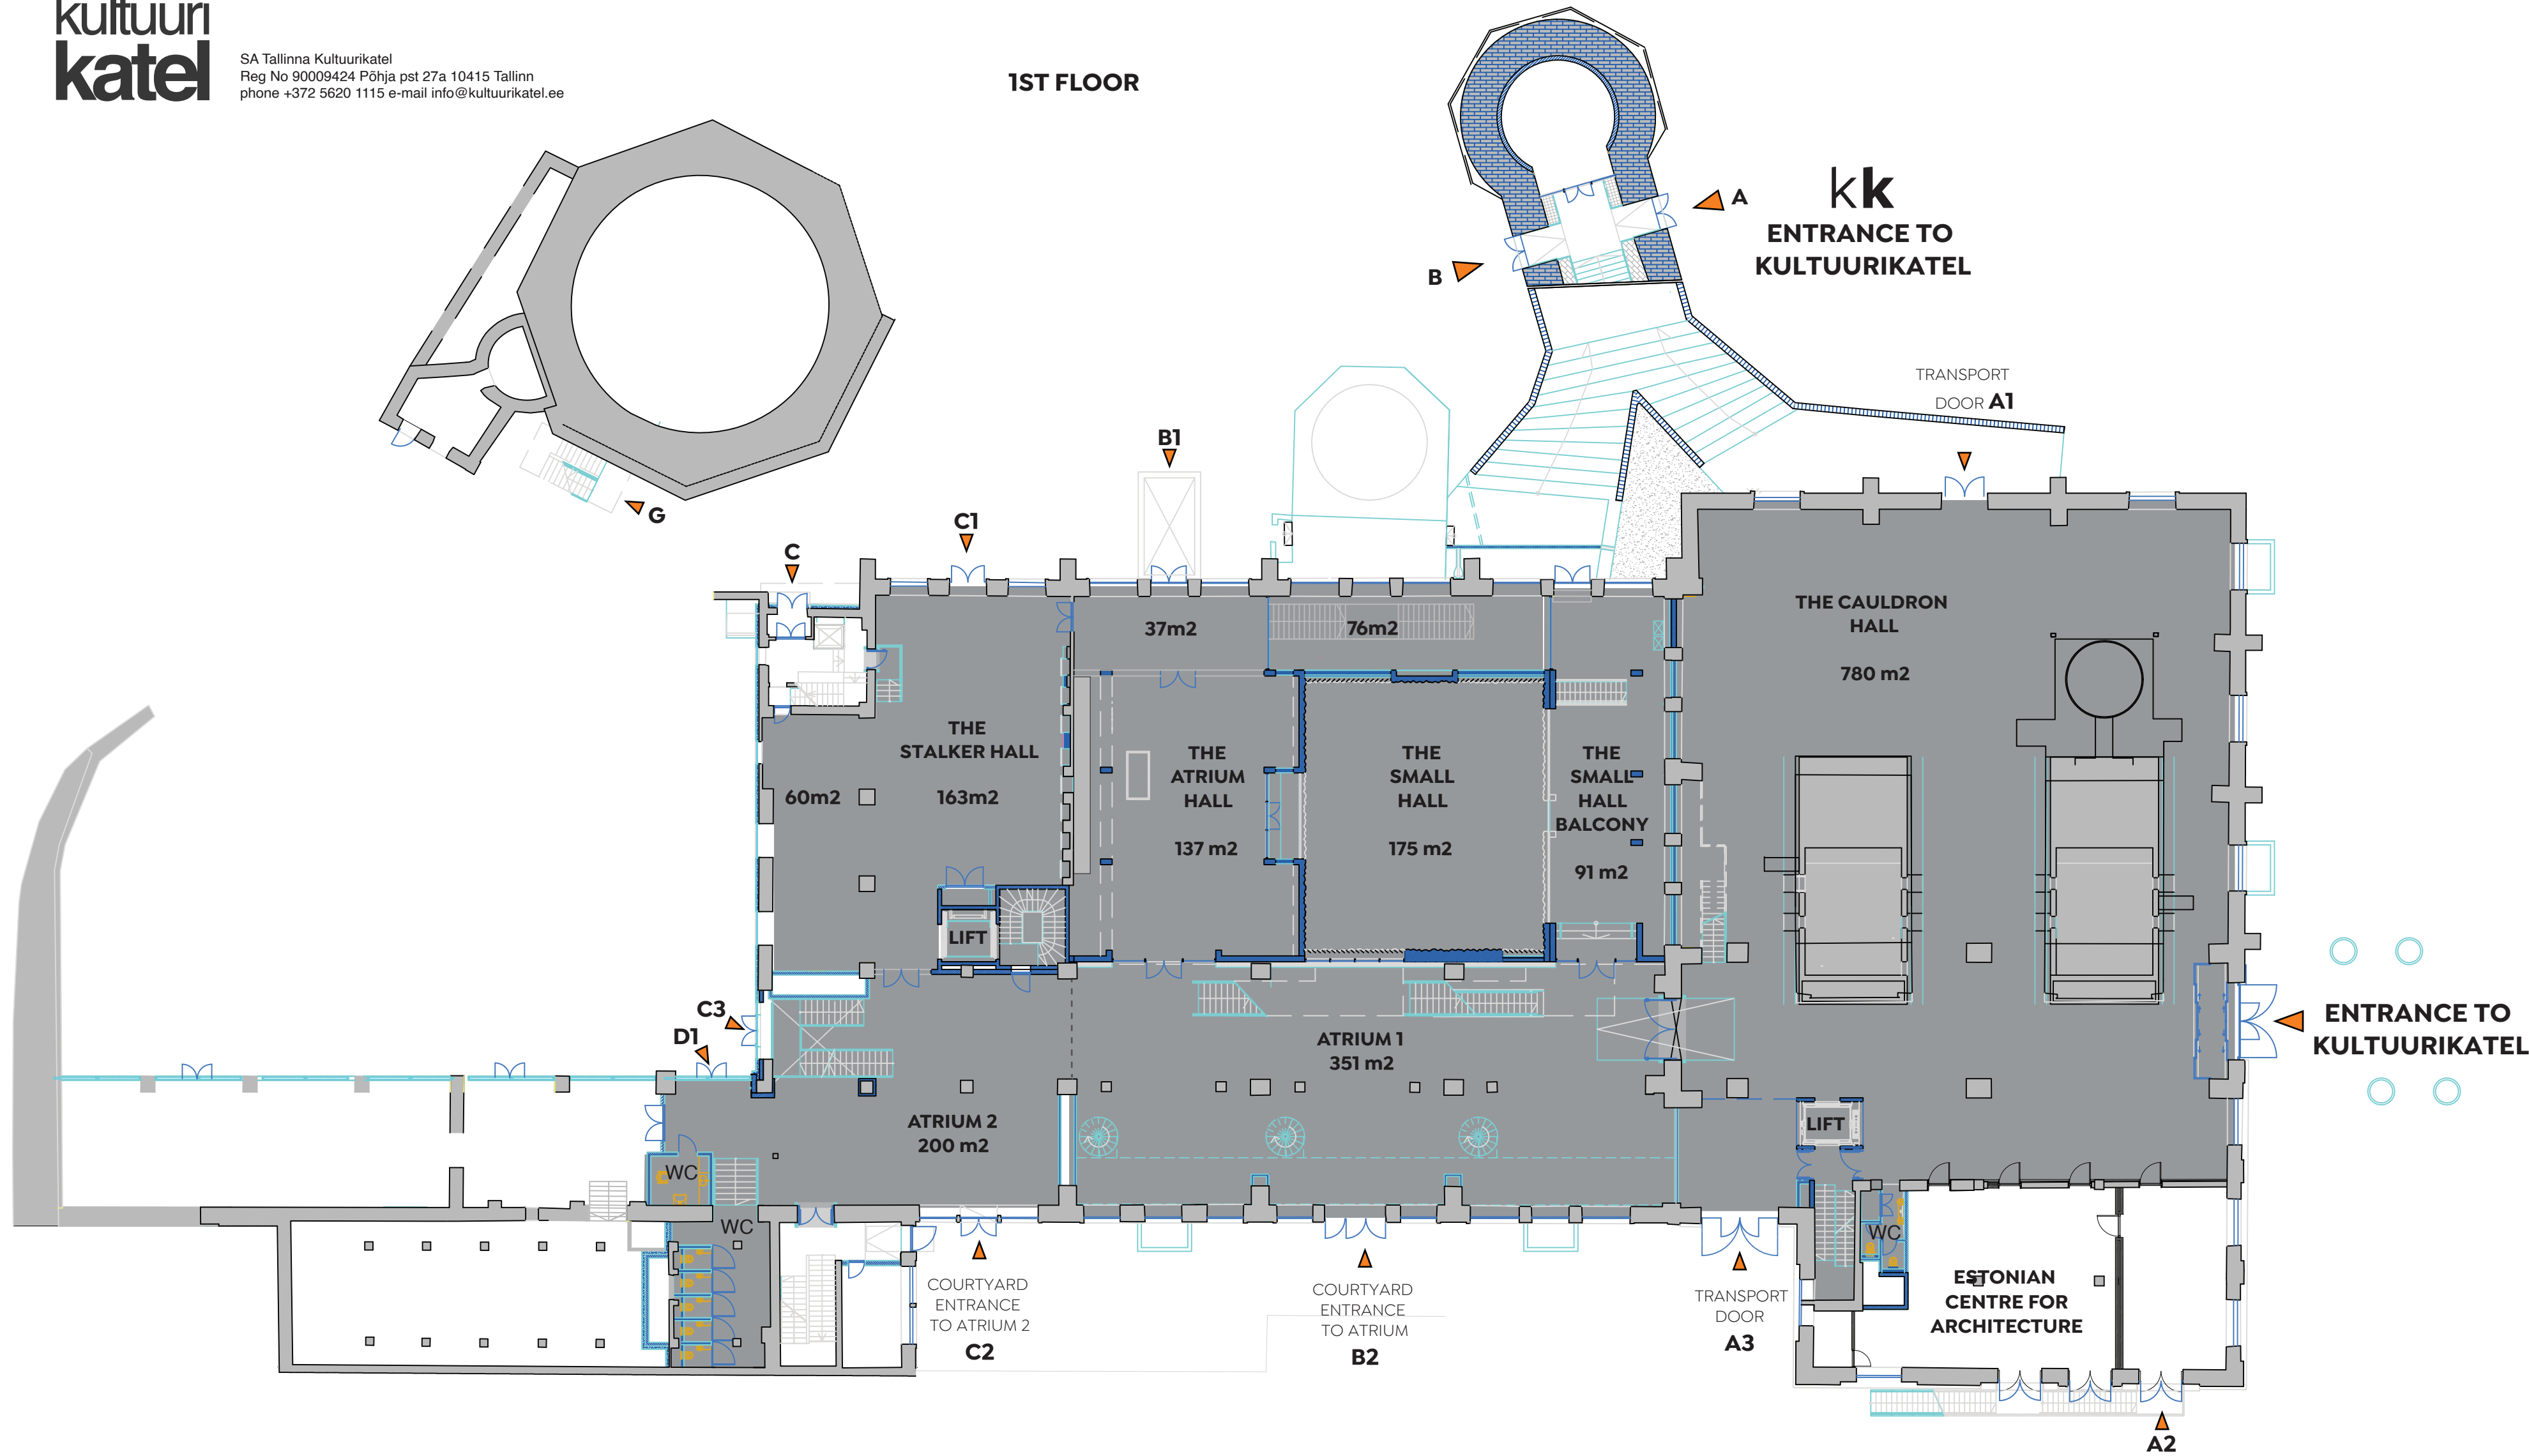 kultuuri
katel
SA Tallinna Kultuurikatel
Reg No 90009424 Põhja pst 27a 10415 Tallinn
phone +372 5620 1115 e-mail info@kultuurikatel.ee
1ST FLOOR
A
kk
ENTRANCE TO
KULTUURIKATEL
B
TRANSPORT
DOOR A1
B1
G
C1
C
THE CAULDRON
HALL
780 m2
37m2
76m2
THE
STALKER HALL
60m2
163m2
THE
ATRIUM
HALL
137 m2
THE
SMALL
HALL
175 m2
THE
SMALL
HALL
BALCONY
91 m2
LIFT
C3
D1
ATRIUM 1
351 m2
ENTRANCE TO
KULTUURIKATEL
ATRIUM 2
200 m2
LIFT
WC
WC
WC
COURTYARD
ENTRANCE
TO ATRIUM 2
C2
COURTYARD
ENTRANCE
TO ATRIUM
B2
TRANSPORT
DOOR
A3
ESTONIAN
CENTRE FOR
ARCHITECTURE
A2